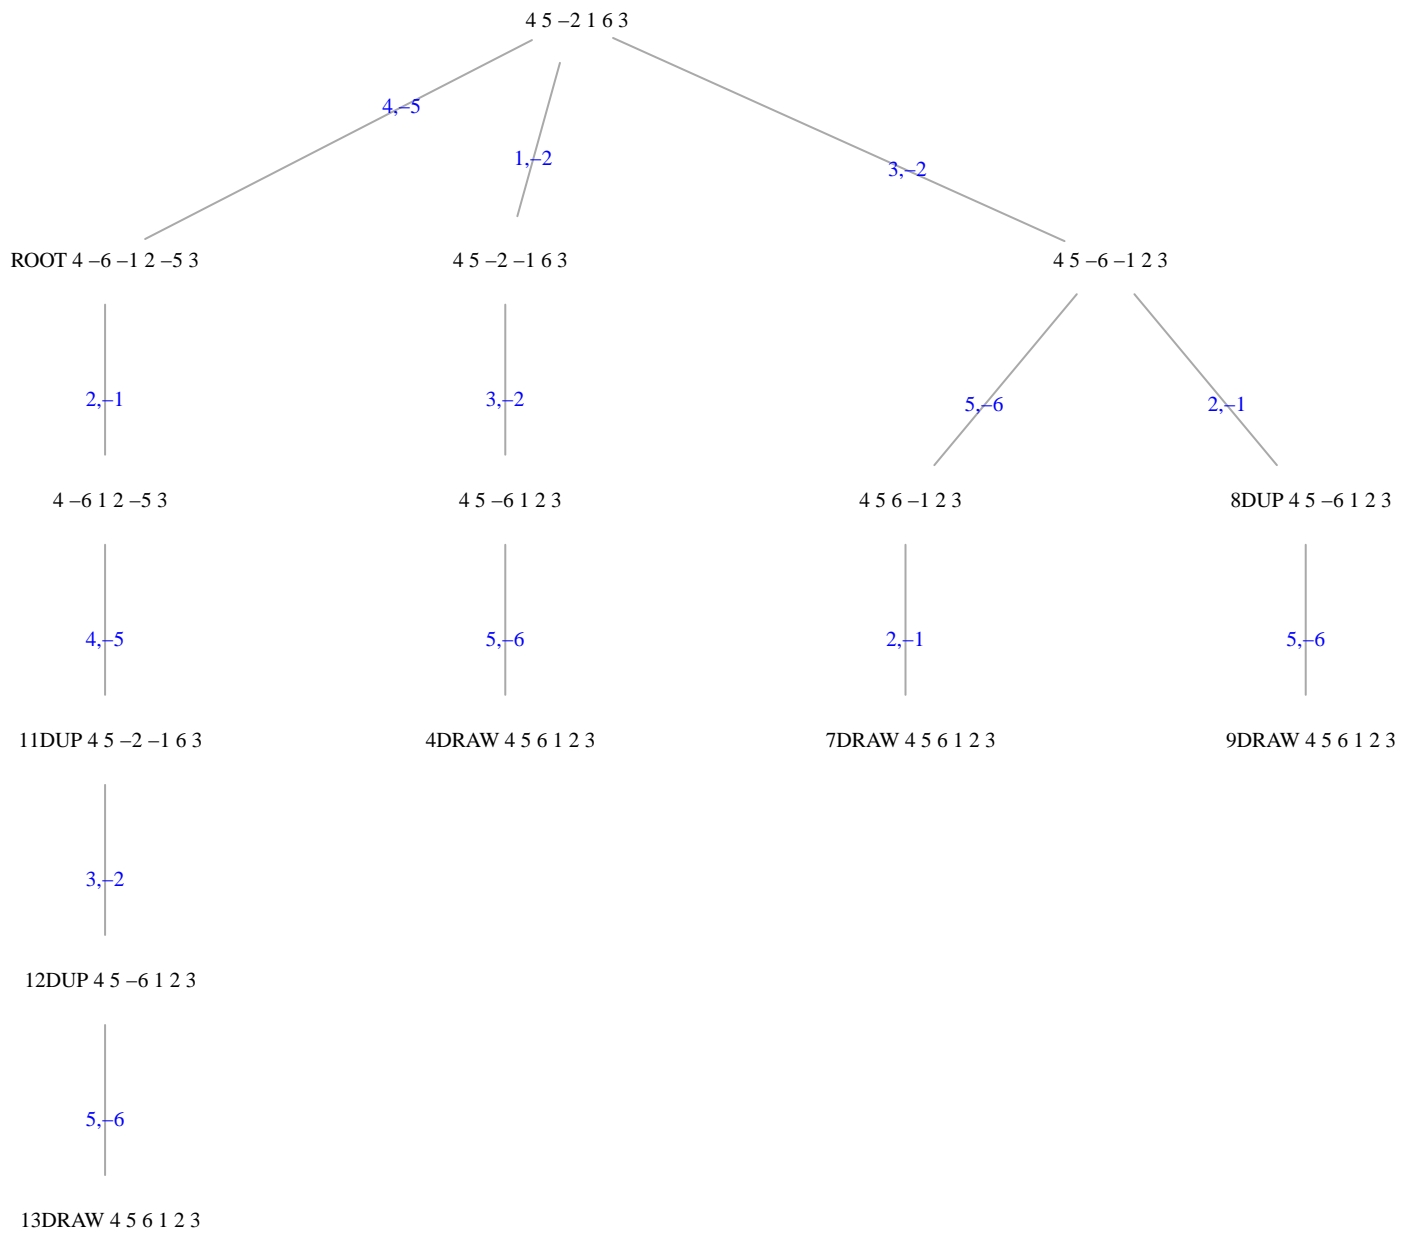 4 5 –2 1 6 3
4,–5
1,–2
3,–2
ROOT 4 –6 –1 2 –5 3
4 5 –2 –1 6 3
4 5 –6 –1 2 3
2,–1
3,–2
5,–6
2,–1
4 –6 1 2 –5 3
4 5 –6 1 2 3
4 5 6 –1 2 3
8DUP 4 5 –6 1 2 3
4,–5
5,–6
2,–1
5,–6
11DUP 4 5 –2 –1 6 3
4DRAW 4 5 6 1 2 3
7DRAW 4 5 6 1 2 3
9DRAW 4 5 6 1 2 3
3,–2
12DUP 4 5 –6 1 2 3
5,–6
13DRAW 4 5 6 1 2 3